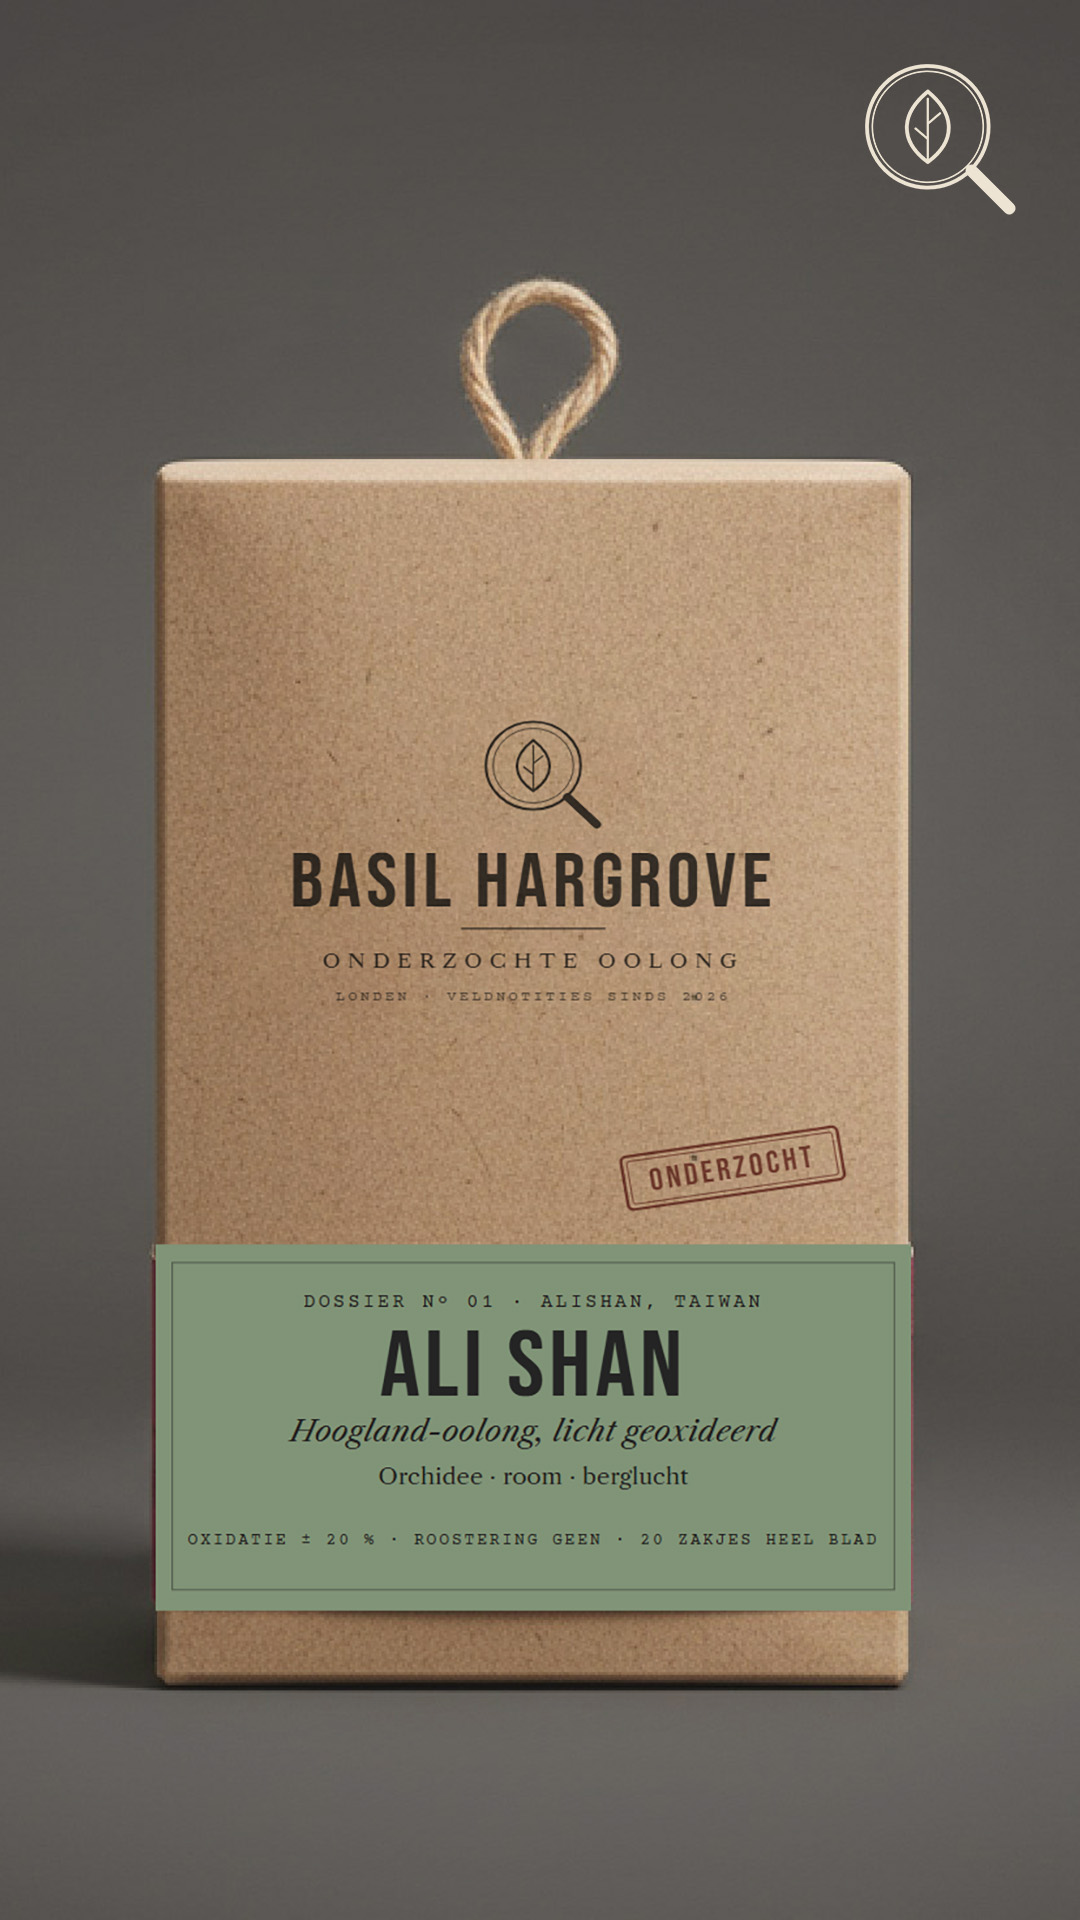 BASIL HARGROVE
ONDERZOCHTE OOLONG
LONDEN · VELDNOTITIES SINDS 2026
ONDERZOCHT
DOSSIER Nº 01 · ALISHAN, TAIWAN
ALI SHAN
Hoogland-oolong, licht geoxideerd
Orchidee · room · berglucht
OXIDATIE ± 20 % · ROOSTERING GEEN · 20 ZAKJES HEEL BLAD